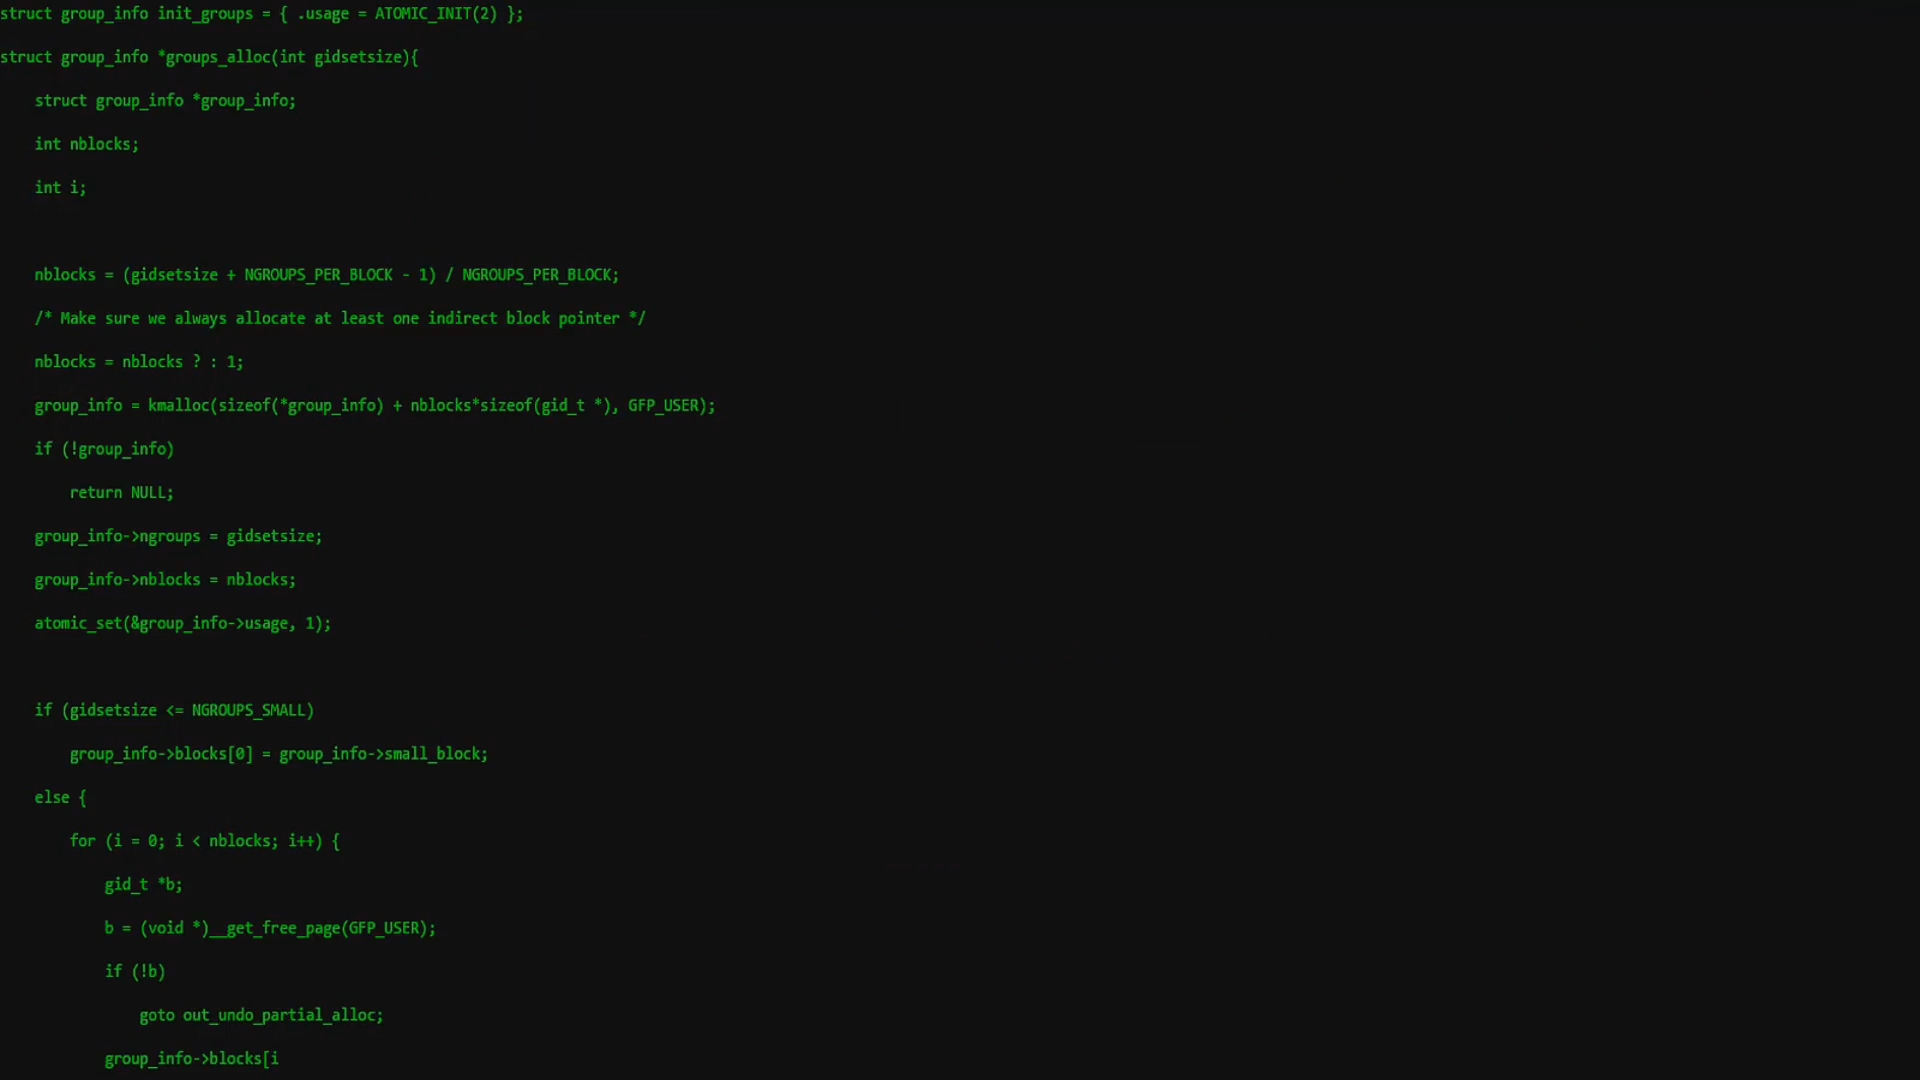 struct group_info init_groups = { .usage = ATOMIC_INIT(2) };
struct group_info *groups_alloc(int gidsetsize){
    struct group_info *group_info;
    int nblocks;
    int i;
    nblocks = (gidsetsize + NGROUPS_PER_BLOCK - 1) / NGROUPS_PER_BLOCK;
    /* Make sure we always allocate at least one indirect block pointer */
    nblocks = nblocks ? : 1;
    group_info = kmalloc(sizeof(*group_info) + nblocks*sizeof(gid_t *), GFP_USER);
    if (!group_info)
        return NULL;
    group_info->ngroups = gidsetsize;
    group_info->nblocks = nblocks;
    atomic_set(&group_info->usage, 1);
    if (gidsetsize <= NGROUPS_SMALL)
        group_info->blocks[0] = group_info->small_block;
    else {
        for (i = 0; i < nblocks; i++) {
            gid_t *b;
            b = (void *)__get_free_page(GFP_USER);
            if (!b)
                goto out_undo_partial_alloc;
            group_info->blocks[i